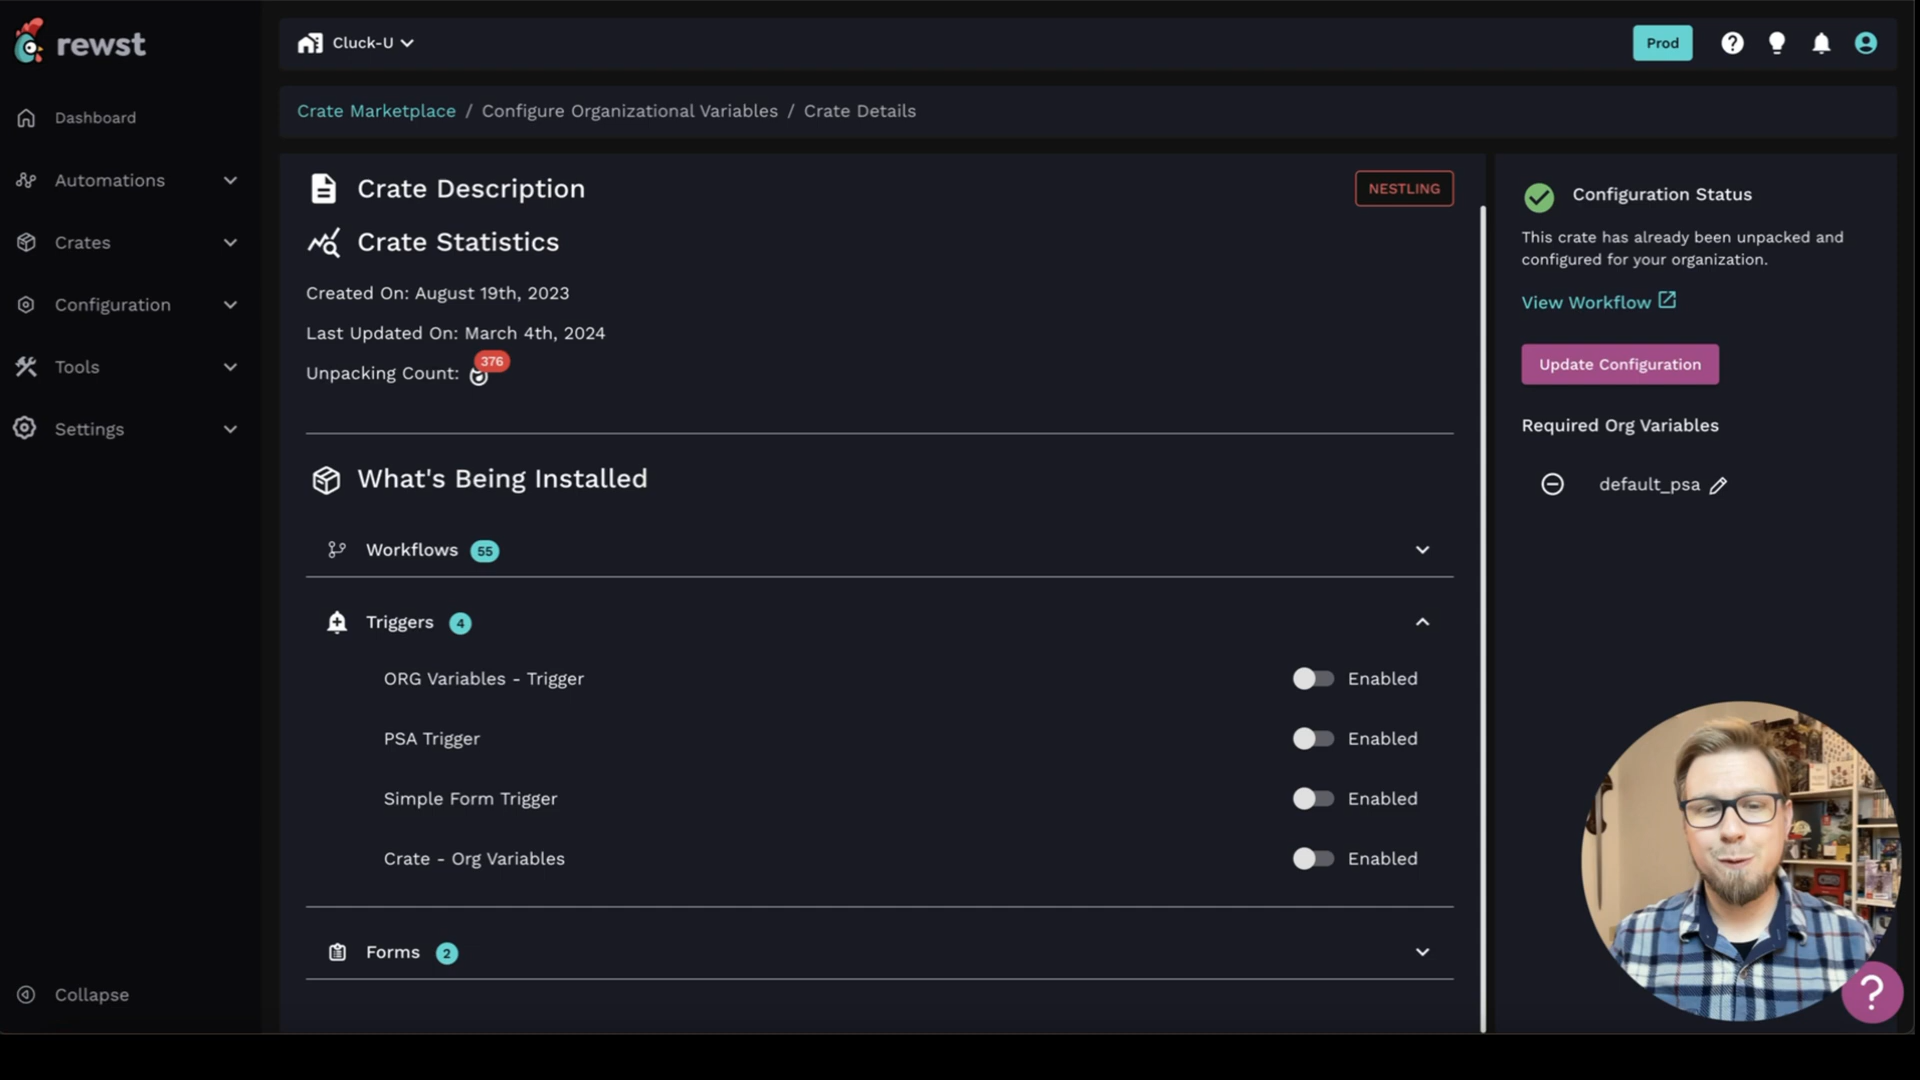 rewst
Cluck-U
Prod
Dashboard
Automations
Crates
Configuration
Tools
Settings
Collapse
Crate Marketplace / Configure Organizational Variables / Crate Details
Crate Description
NESTLING
Crate Statistics
Created On: August 19th, 2023
Last Updated On: March 4th, 2024
Unpacking Count: 376
What's Being Installed
Workflows 55
Triggers 4
ORG Variables - Trigger Enabled
PSA Trigger Enabled
Simple Form Trigger Enabled
Crate - Org Variables Enabled
Forms 2
Configuration Status
This crate has already been unpacked and
configured for your organization.
View Workflow
Update Configuration
Required Org Variables
default_psa
?